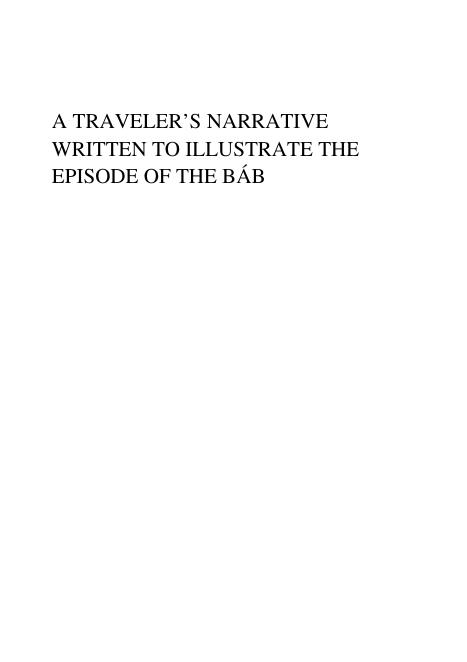 A TRAVELER’S NARRATIVE
WRITTEN TO ILLUSTRATE THE
EPISODE OF THE BÁB